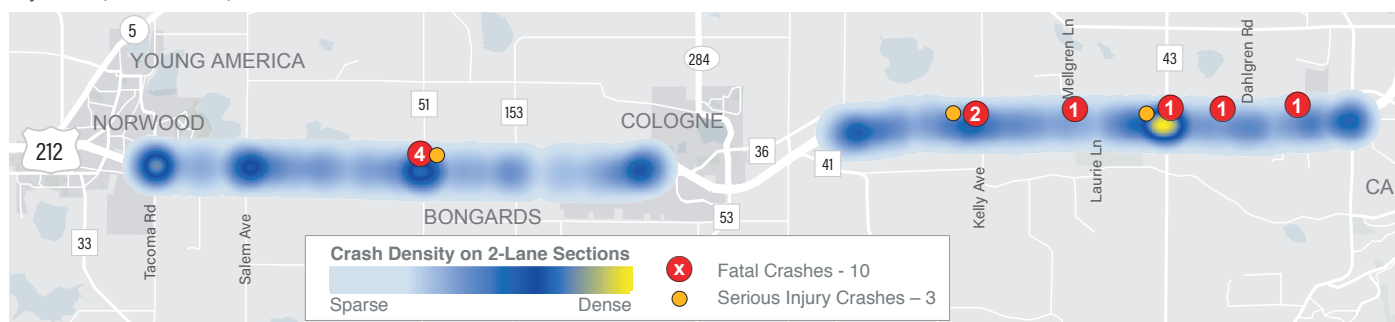 5
YOUNG AMERICA
NORWOOD
212
33
Tacoma Rd
Salem Ave
51
153
4
BONGARDS
COLOGNE
284
36
53
41
2
Kelly Ave
1
Mellgren Ln
Laurie Ln
43
1
1
Dahlgren Rd
1
CA
Crash Density on 2-Lane Sections
Sparse
Dense
X
Fatal Crashes - 10
Serious Injury Crashes – 3